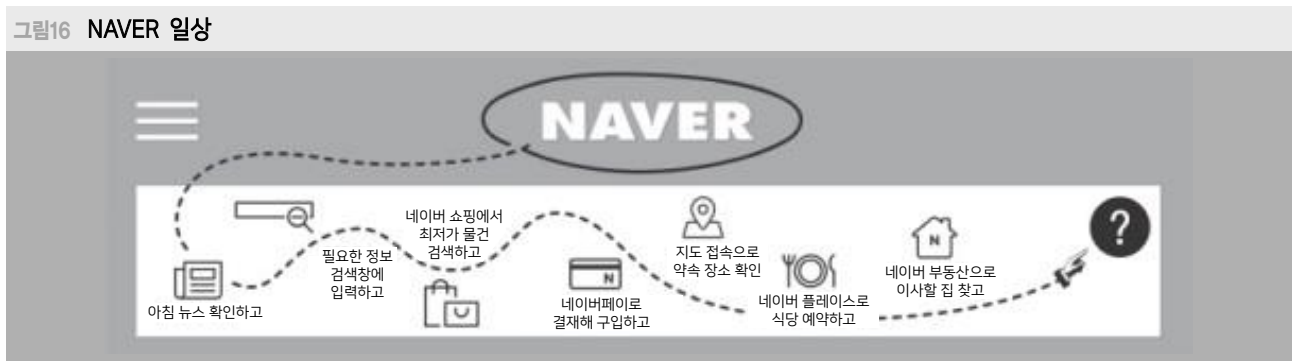 그림16 NAVER 일상
NAVER
아침 뉴스 확인하고
필요한 정보
검색창에
입력하고
네이버 쇼핑에서
최저가 물건
검색하고
N
네이버페이로
결재해 구입하고
지도 접속으로
약속 장소 확인
네이버 플레이스로
식당 예약하고
N
네이버 부동산으로
이사할 집 찾고
?